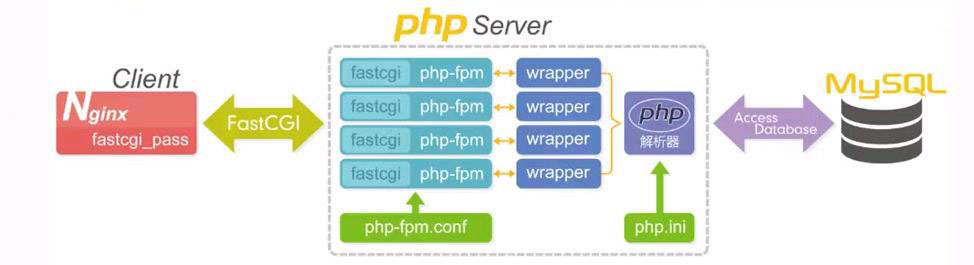 php Server
Client
Nginx
fastcgi_pass
FastCGI
fastcgi php-fpm wrapper
fastcgi php-fpm wrapper
fastcgi php-fpm wrapper
fastcgi php-fpm wrapper
php
解析器
php-fpm.conf
php.ini
Access
Database
MySQL